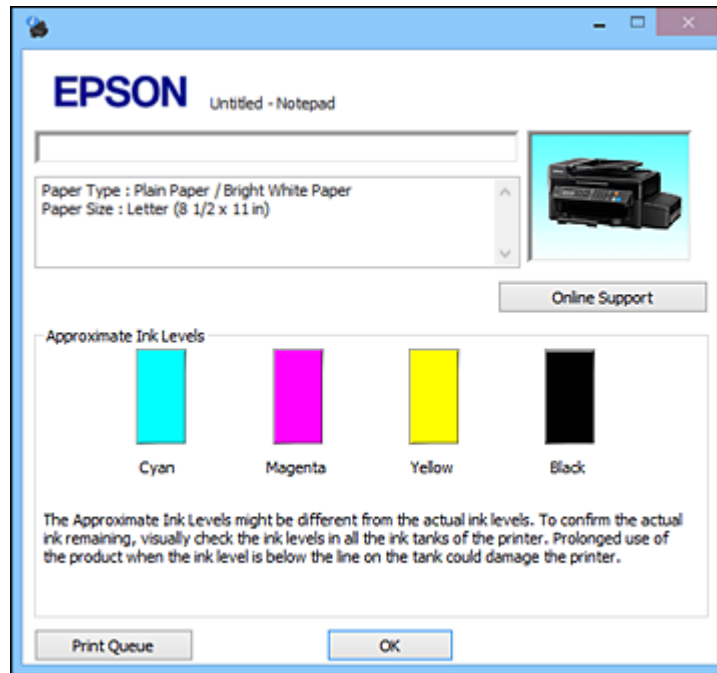 EPSON Untitled - Notepad
Paper Type : Plain Paper / Bright White Paper
Paper Size : Letter (8 1/2 x 11 in)
Online Support
Approximate Ink Levels
Cyan Magenta Yellow Black
The Approximate Ink Levels might be different from the actual ink levels. To confirm the actual
ink remaining, visually check the ink levels in all the ink tanks of the printer. Prolonged use of
the product when the ink level is below the line on the tank could damage the printer.
Print Queue OK